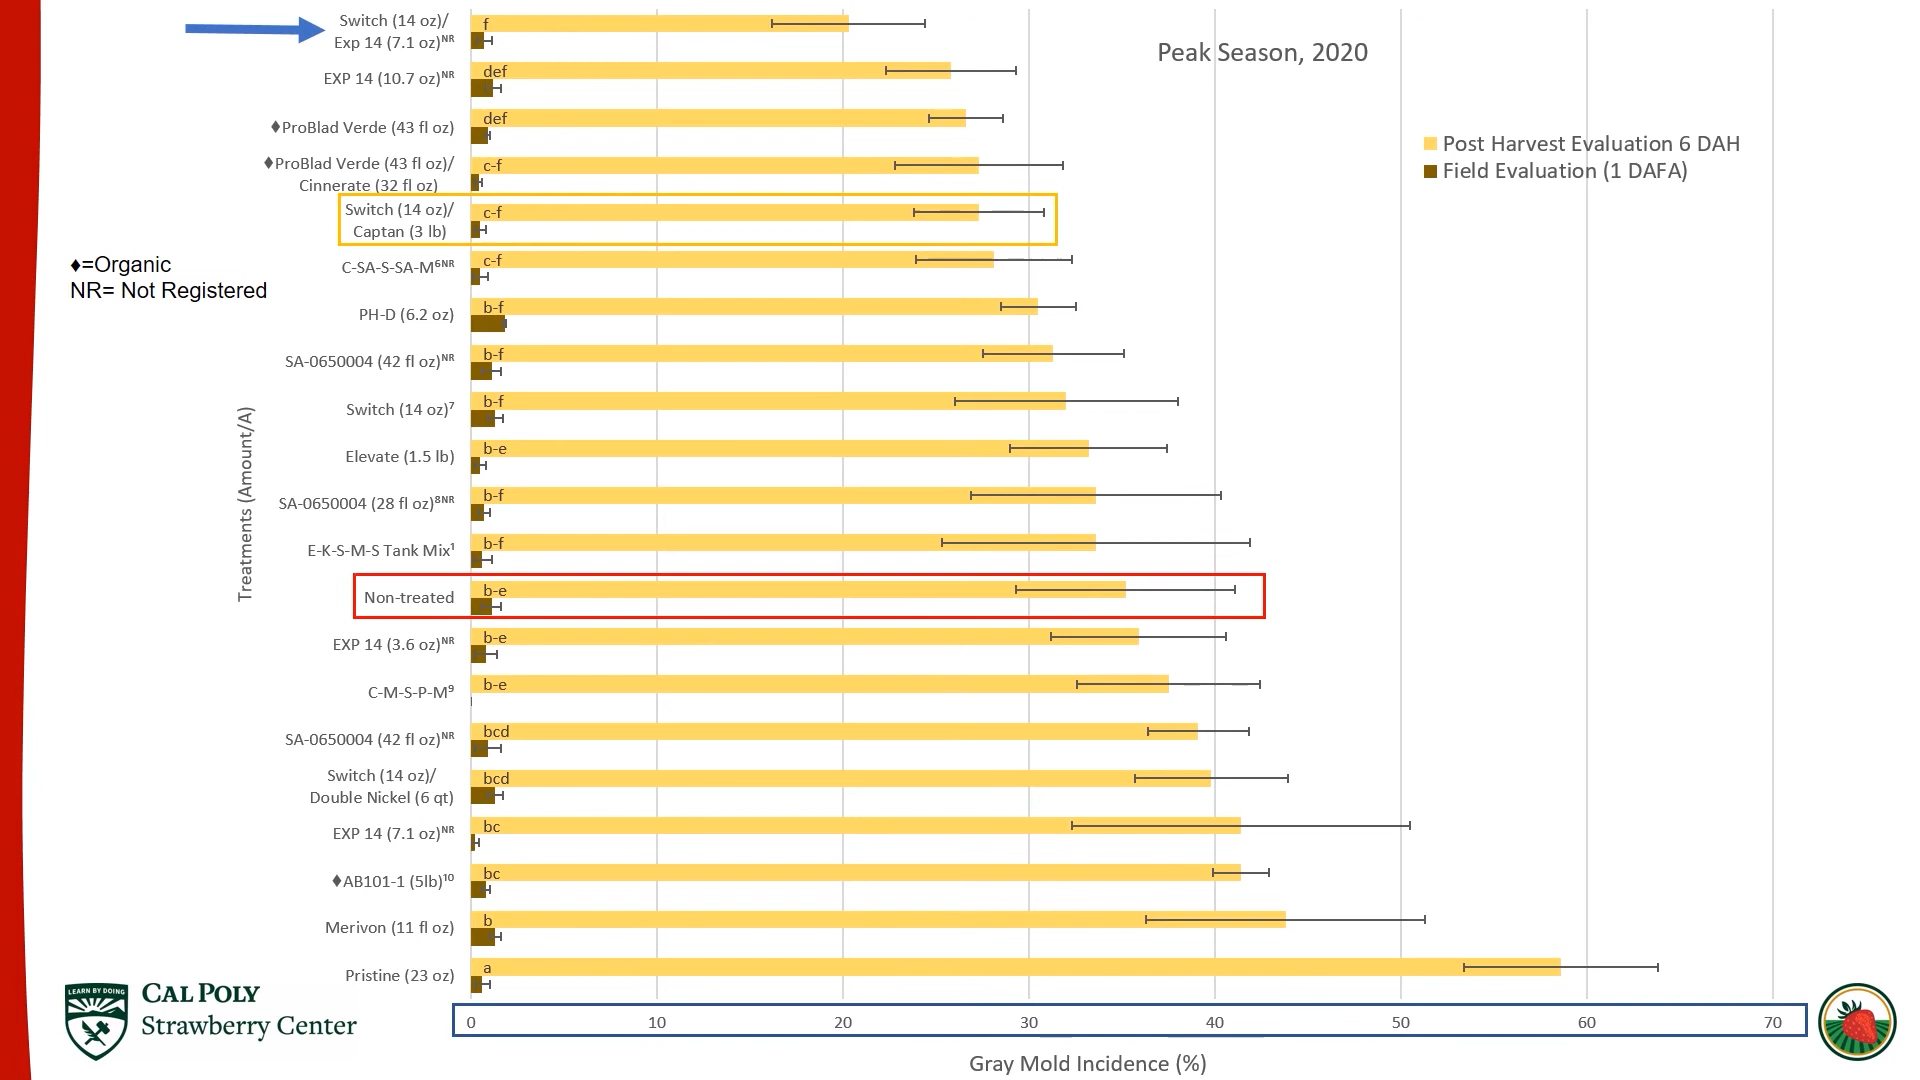 Peak Season, 2020
Post Harvest Evaluation 6 DAH
Field Evaluation (1 DAFA)
♦=Organic
NR= Not Registered
Treatments (Amount/A)
Switch (14 oz)/
Exp 14 (7.1 oz)ᴺᴿ
f
EXP 14 (10.7 oz)ᴺᴿ
def
♦ProBlad Verde (43 fl oz)
def
♦ProBlad Verde (43 fl oz)/
Cinnerate (32 fl oz)
c-f
Switch (14 oz)/
Captan (3 lb)
c-f
C-SA-S-SA-M⁶ᴺᴿ
c-f
PH-D (6.2 oz)
b-f
SA-0650004 (42 fl oz)ᴺᴿ
b-f
Switch (14 oz)⁷
b-f
Elevate (1.5 lb)
b-e
SA-0650004 (28 fl oz)⁸ᴺᴿ
b-f
E-K-S-M-S Tank Mix¹
b-f
Non-treated
b-e
EXP 14 (3.6 oz)ᴺᴿ
b-e
C-M-S-P-M⁹
b-e
SA-0650004 (42 fl oz)ᴺᴿ
bcd
Switch (14 oz)/
Double Nickel (6 qt)
bcd
EXP 14 (7.1 oz)ᴺᴿ
bc
♦AB101-1 (5lb)¹⁰
bc
Merivon (11 fl oz)
b
Pristine (23 oz)
a
0 10 20 30 40 50 60 70
Gray Mold Incidence (%)
LEARN BY DOING
CAL POLY
Strawberry Center